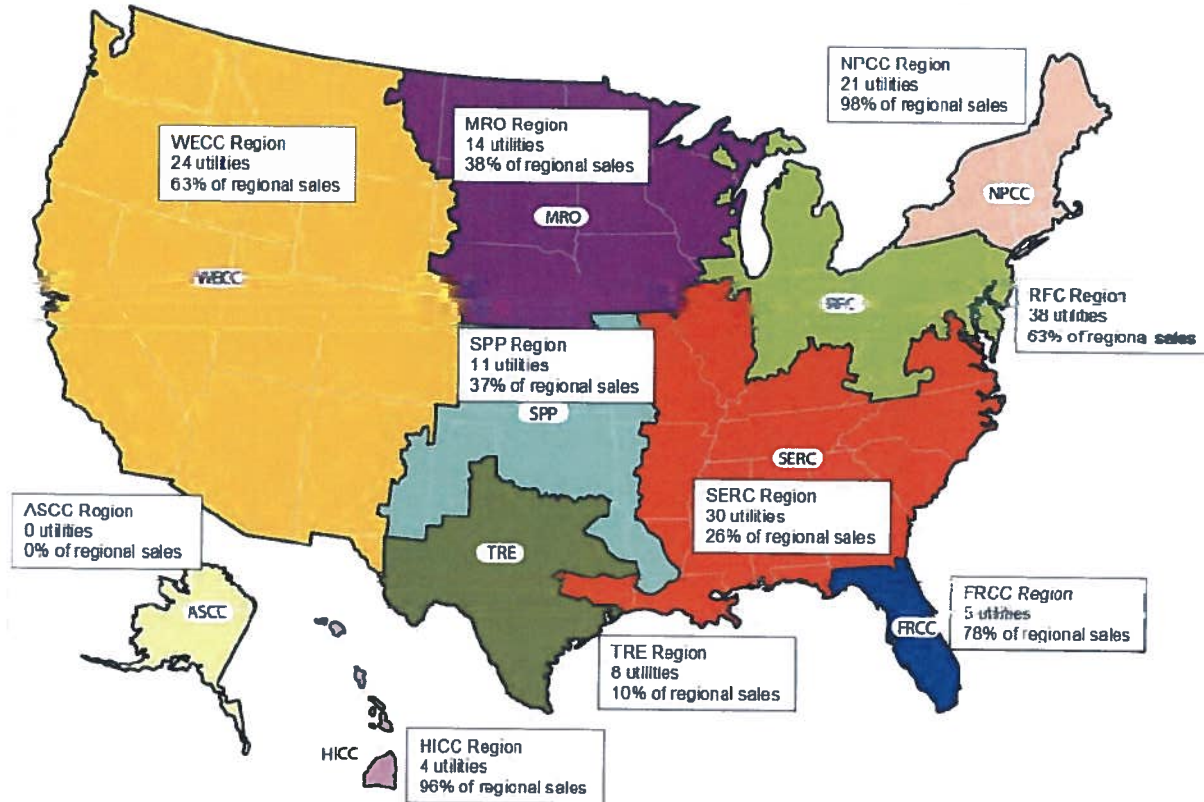 NPCC Region
21 utilities
98% of regional sales
WECC Region
24 utilities
63% of regional sales
MRO Region
14 utilities
38% of regional sales
NPCC
MRO
WECC
RFC
RFC Region
38 utilities
63% of regional sales
SPP Region
11 utilities
37% of regional sales
SPP
SERC
SERC Region
30 utilities
26% of regional sales
ASCC Region
0 utilities
0% of regional sales
TRE
ASCC
FRCC Region
5 utilities
78% of regional sales
FRCC
TRE Region
8 utilities
10% of regional sales
HICC
HICC Region
4 utilities
96% of regional sales